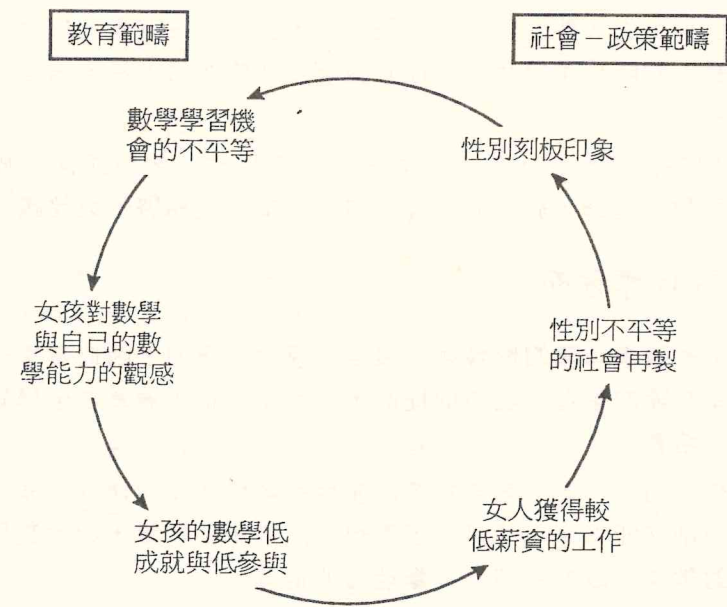 教育範疇
社會－政策範疇
數學學習機
會的不平等
性別刻板印象
女孩對數學
與自己的數
學能力的觀感
性別不平等
的社會再製
女孩的數學低
成就與低參與
女人獲得較
低薪資的工作